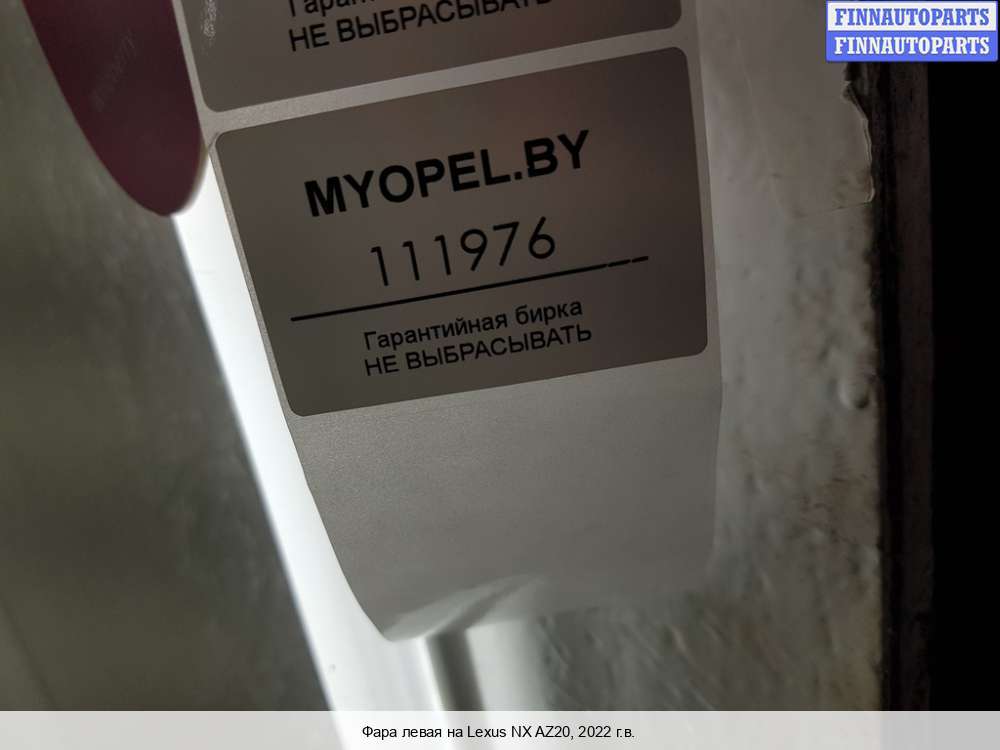 FINNAUTOPARTS
FINNAUTOPARTS
НЕ ВЫБРАСЫВАТЬ
MYOPEL.BY
111976
Гарантийная бирка
НЕ ВЫБРАСЫВАТЬ
Фара левая на Lexus NX AZ20, 2022 г.в.